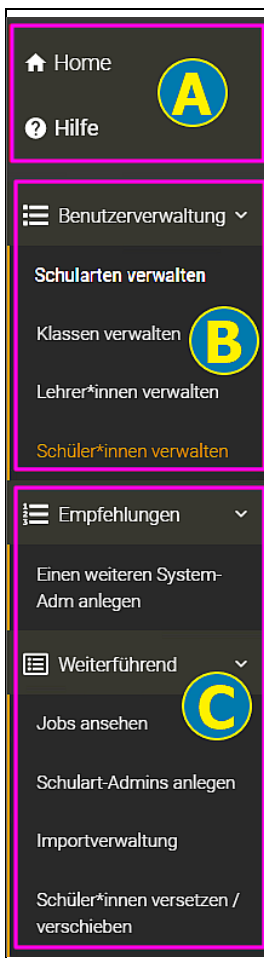 Home
A
Hilfe
Benutzerverwaltung
Schularten verwalten
Klassen verwalten
B
Lehrer*innen verwalten
Schüler*innen verwalten
Empfehlungen
Einen weiteren System-
Adm anlegen
Weiterführend
C
Jobs ansehen
Schulart-Admins anlegen
Importverwaltung
Schüler*innen versetzen /
verschieben